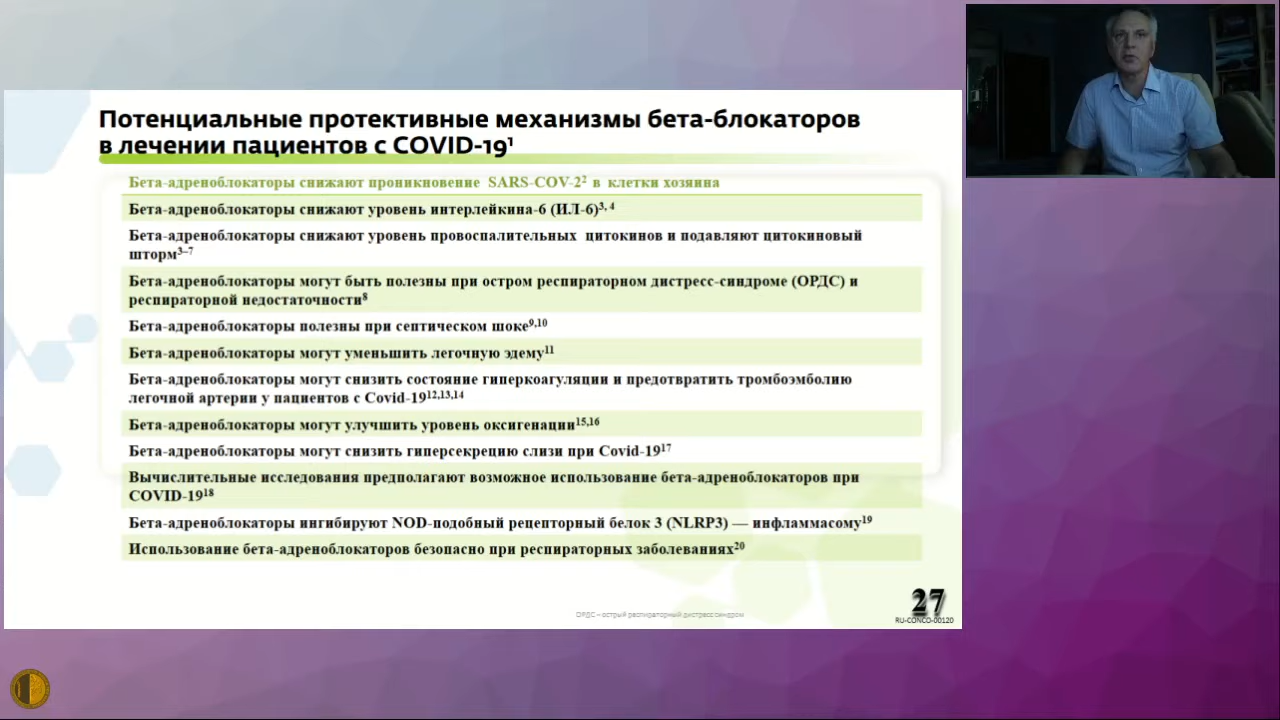 Потенциальные протективные механизмы бета-блокаторов
в лечении пациентов с COVID-19¹
Бета-адреноблокаторы снижают проникновение SARS-COV-2² в клетки хозяина
Бета-адреноблокаторы снижают уровень интерлейкина-6 (ИЛ-6)³, ⁴
Бета-адреноблокаторы снижают уровень провоспалительных цитокинов и подавляют цитокиновый
шторм³⁻⁷
Бета-адреноблокаторы могут быть полезны при остром респираторном дистресс-синдроме (ОРДС) и
респираторной недостаточности⁸
Бета-адреноблокаторы полезны при септическом шоке⁹,¹⁰
Бета-адреноблокаторы могут уменьшить легочную эдему¹¹
Бета-адреноблокаторы могут снизить состояние гиперкоагуляции и предотвратить тромбоэмболию
легочной артерии у пациентов с Covid-19¹²,¹³,¹⁴
Бета-адреноблокаторы могут улучшить уровень оксигенации¹⁵,¹⁶
Бета-адреноблокаторы могут снизить гиперсекрецию слизи при Covid-19¹⁷
Вычислительные исследования предполагают возможное использование бета-адреноблокаторов при
COVID-19¹⁸
Бета-адреноблокаторы ингибируют NOD-подобный рецепторный белок 3 (NLRP3) — инфламмасому¹⁹
Использование бета-адреноблокаторов безопасно при респираторных заболеваниях²⁰
ОРДС – острый респираторный дистресс синдром
27
RU-CONCO-00120